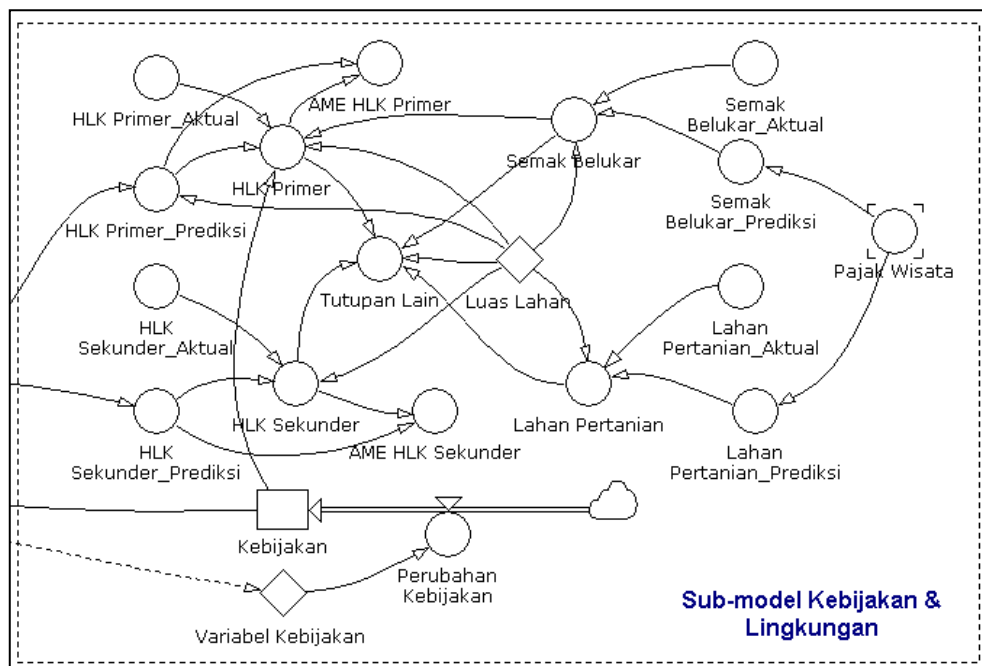 AME HLK Primer
HLK Primer_Aktual
Semak
Belukar_Aktual
HLK Primer
Semak Belukar
Semak
Belukar_Prediksi
HLK Primer_Prediksi
Pajak Wisata
Tutupan Lain
Luas Lahan
HLK
Sekunder_Aktual
Lahan
Pertanian_Aktual
HLK Sekunder
Lahan Pertanian
AME HLK Sekunder
HLK
Sekunder_Prediksi
Lahan
Pertanian_Prediksi
Kebijakan
Perubahan
Kebijakan
Variabel Kebijakan
Sub-model Kebijakan &
Lingkungan